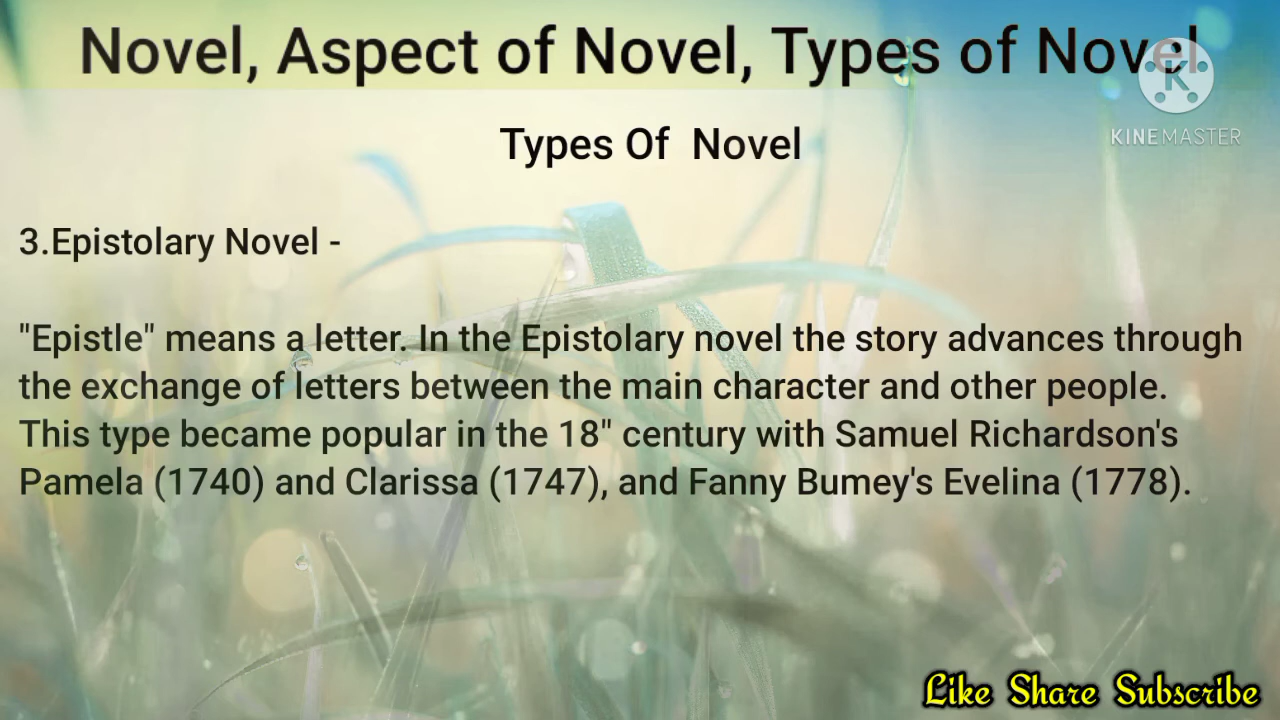 Novel, Aspect of Novel, Types of Novel
K
KINEMASTER
Types Of Novel
3.Epistolary Novel -
"Epistle" means a letter. In the Epistolary novel the story advances through
the exchange of letters between the main character and other people.
This type became popular in the 18" century with Samuel Richardson's
Pamela (1740) and Clarissa (1747), and Fanny Bumey's Evelina (1778).
Like Share Subscribe